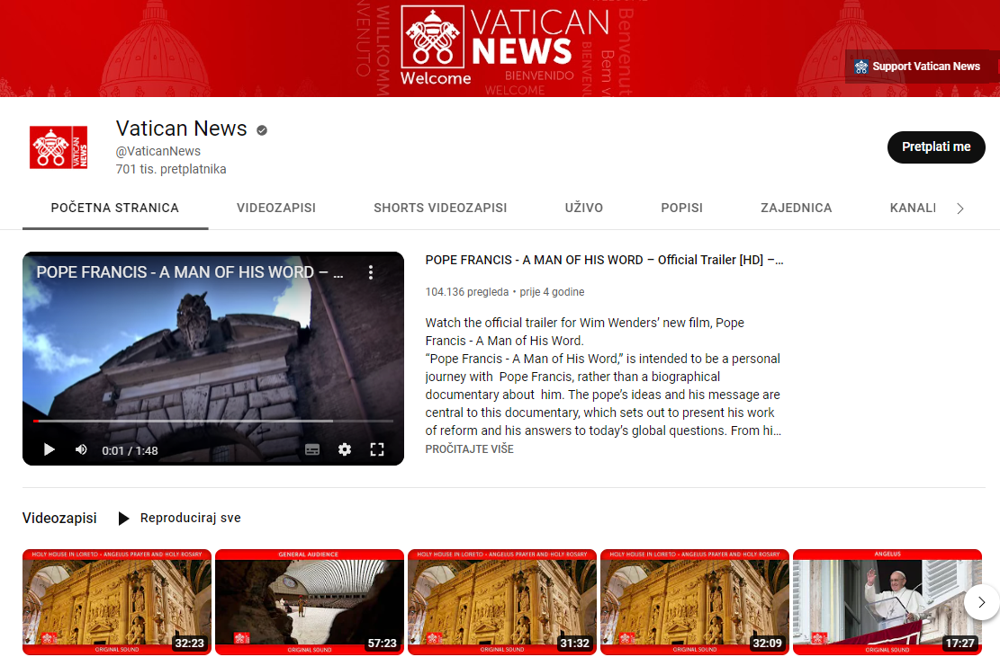 VATICAN
NEWS
Welcome
BENVENUTO
WILLKOMM
BIENVENIDO
WELCOME
BIENVENU
Bem v
Benvenut
Support Vatican News
VATICAN
NEWS
Vatican News
@VaticanNews
701 tis. pretplatnika
Pretplati me
POČETNA STRANICA
VIDEOZAPISI
SHORTS VIDEOZAPISI
UŽIVO
POPISI
ZAJEDNICA
KANALI
POPE FRANCIS - A MAN OF HIS WORD – ...
0:01 / 1:48
POPE FRANCIS - A MAN OF HIS WORD – Official Trailer [HD] –...
104.136 pregleda • prije 4 godine
Watch the official trailer for Wim Wenders’ new film, Pope
Francis - A Man of His Word.
“Pope Francis - A Man of His Word,” is intended to be a personal
journey with  Pope Francis, rather than a biographical
documentary about  him. The pope’s ideas and his message are
central to this documentary, which sets out to present his work
of reform and his answers to today’s global questions. From hi...
PROČITAJTE VIŠE
Videozapisi
Reproduciraj sve
HOLY HOUSE IN LORETO - ANGELUS PRAYER AND HOLY ROSARY
32:23
ORIGINAL SOUND
GENERAL AUDIENCE
57:23
ORIGINAL SOUND
HOLY HOUSE IN LORETO - ANGELUS PRAYER AND HOLY ROSARY
31:32
ORIGINAL SOUND
HOLY HOUSE IN LORETO - ANGELUS PRAYER AND HOLY ROSARY
32:09
ORIGINAL SOUND
ANGELUS
17:27
ORIGINAL SOUND